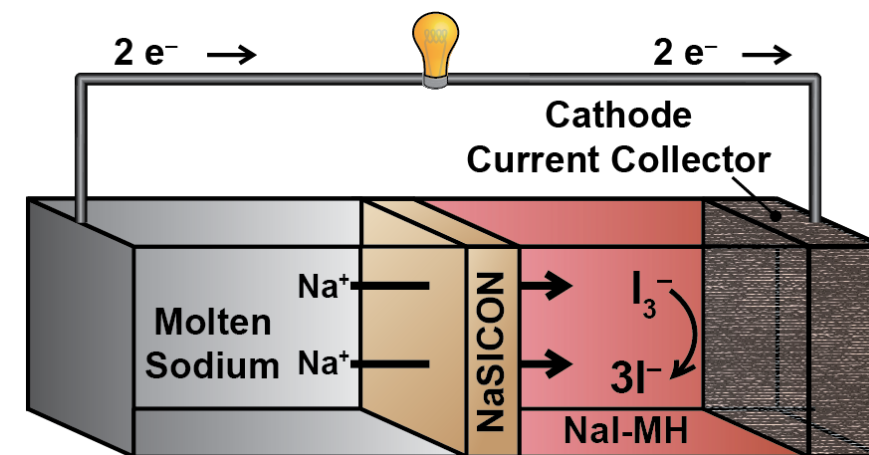 2 e⁻ →
2 e⁻ →
Cathode
Current Collector
Na⁺
Na⁺
Molten
Sodium
NaSICON
I₃⁻
3I⁻
NaI-MH